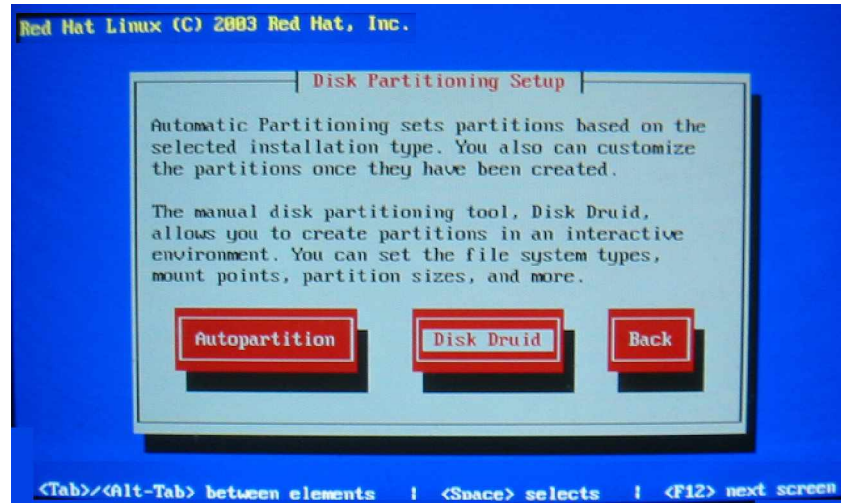 Red Hat Linux (C) 2003 Red Hat, Inc.
Disk Partitioning Setup
Automatic Partitioning sets partitions based on the
selected installation type. You also can customize
the partitions once they have been created.
The manual disk partitioning tool, Disk Druid,
allows you to create partitions in an interactive
environment. You can set the file system types,
mount points, partition sizes, and more.
Autopartition Disk Druid Back
<Tab>/<Alt-Tab> between elements | <Space> selects | <F12> next screen